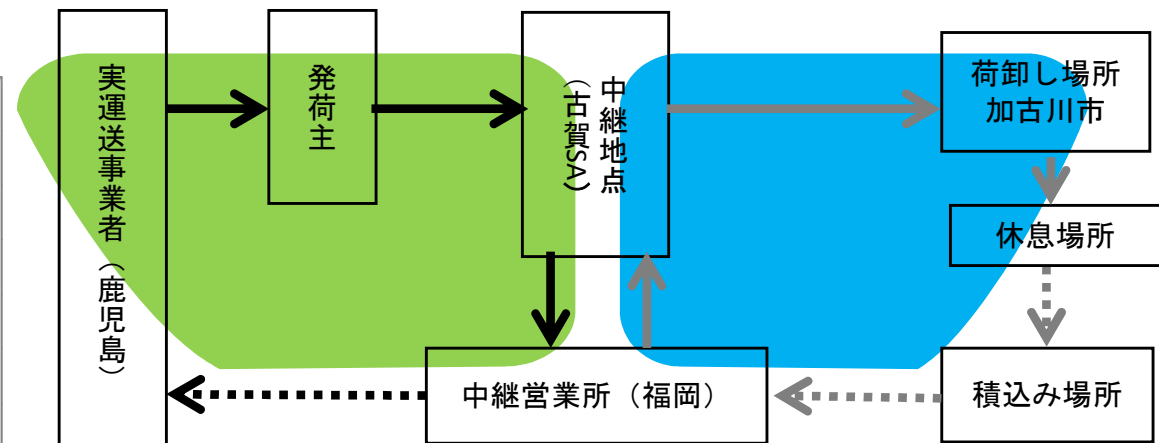 実運送事業者（鹿児島）
発荷主
中継地点
（古賀SA）
荷卸し場所
加古川市
休息場所
中継営業所（福岡）
積込み場所